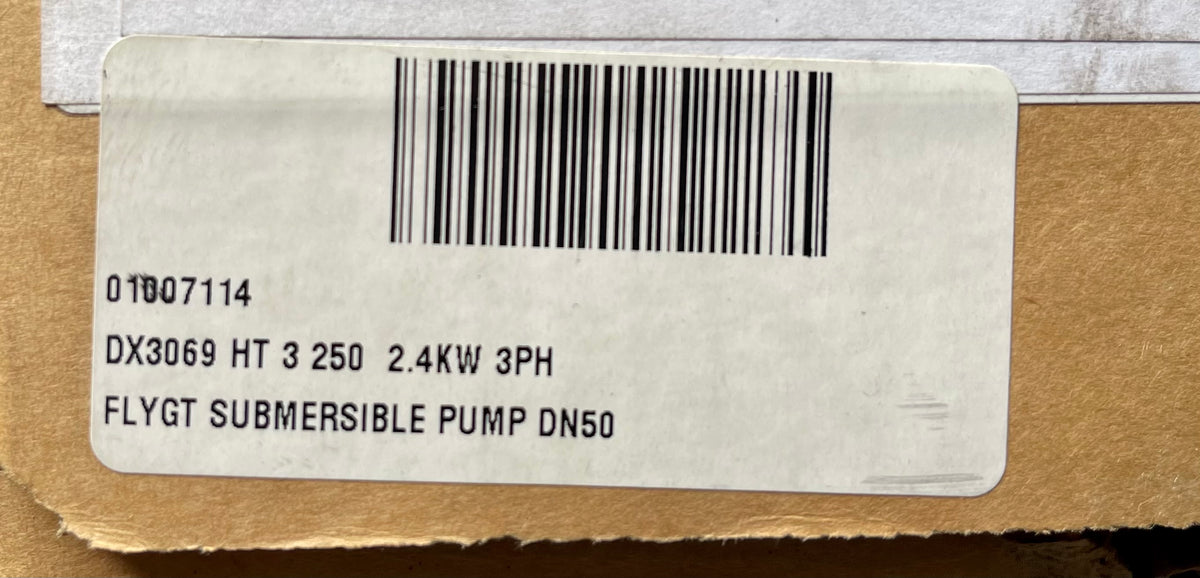 01007114
DX3069 HT 3 250 2.4KW 3PH
FLYGT SUBMERSIBLE PUMP DN50